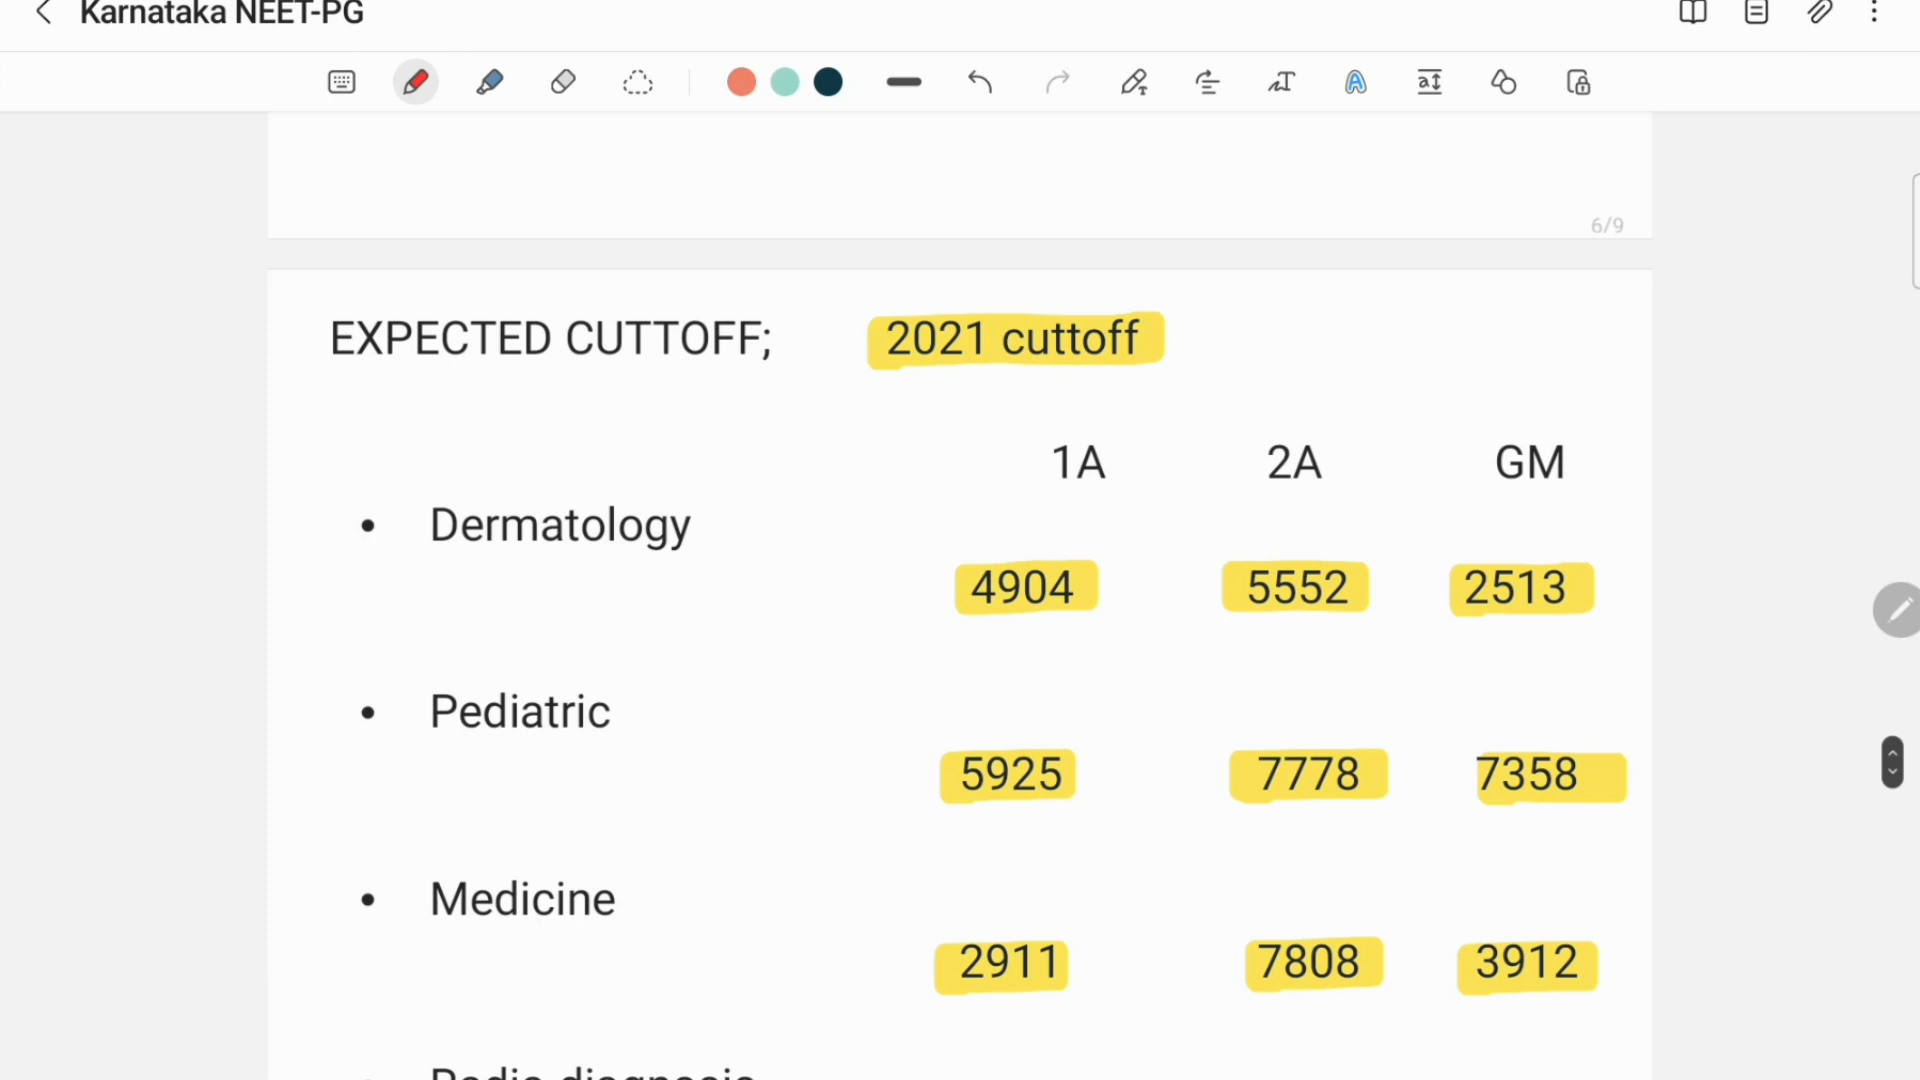 Karnataka NEET-PG
6/9
EXPECTED CUTTOFF; 2021 cuttoff
1A 2A GM
• Dermatology
4904 5552 2513
• Pediatric
5925 7778 7358
• Medicine
2911 7808 3912